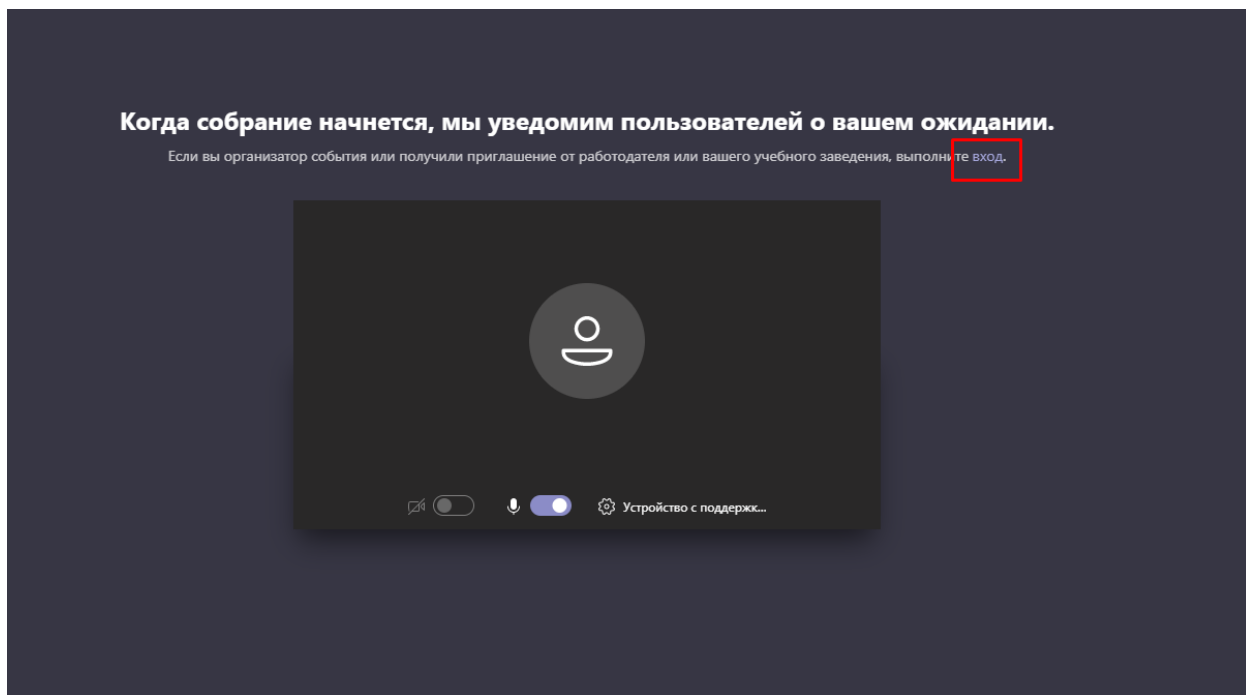 Когда собрание начнется, мы уведомим пользователей о вашем ожидании.
Если вы организатор события или получили приглашение от работодателя или вашего учебного заведения, выполните вход.
Устройство с поддержк...